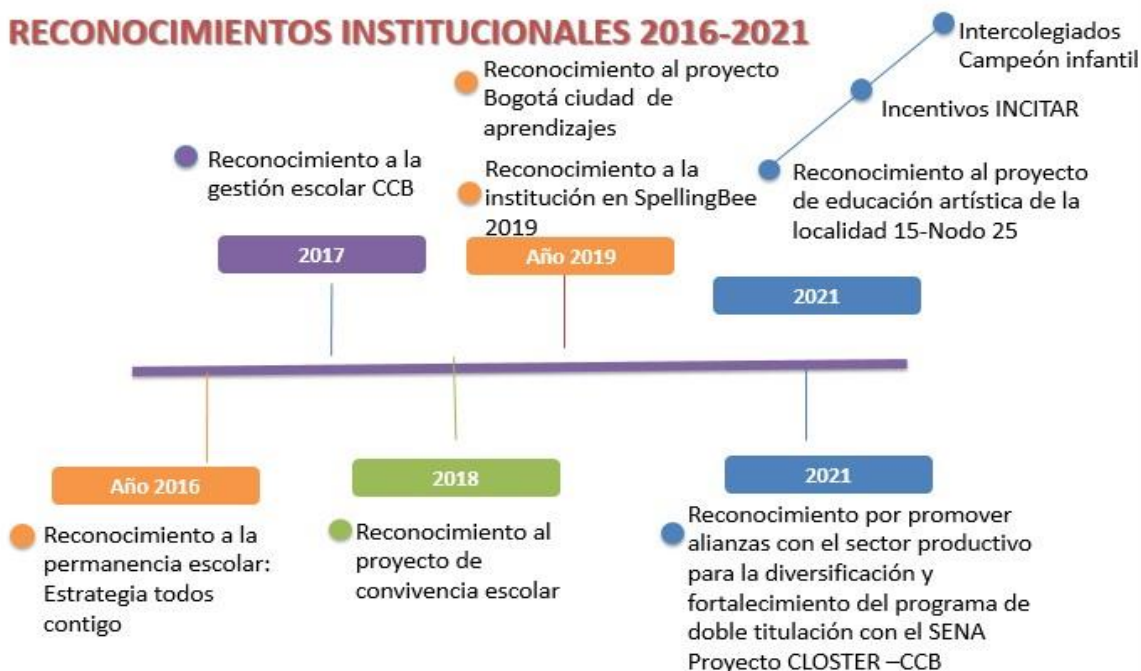 RECONOCIMIENTOS INSTITUCIONALES 2016-2021
Intercolegiados
Campeón infantil
Incentivos INCITAR
Reconocimiento al proyecto
de educación artística de la
localidad 15-Nodo 25
Reconocimiento al proyecto
Bogotá ciudad de
aprendizajes
Reconocimiento a la
institución en SpellingBee
2019
Reconocimiento a la
gestión escolar CCB
2017
Año 2019
2021
Año 2016
2018
2021
Reconocimiento a la
permanencia escolar:
Estrategia todos
contigo
Reconocimiento al
proyecto de
convivencia escolar
Reconocimiento por promover
alianzas con el sector productivo
para la diversificación y
fortalecimiento del programa de
doble titulación con el SENA
Proyecto CLOSTER –CCB